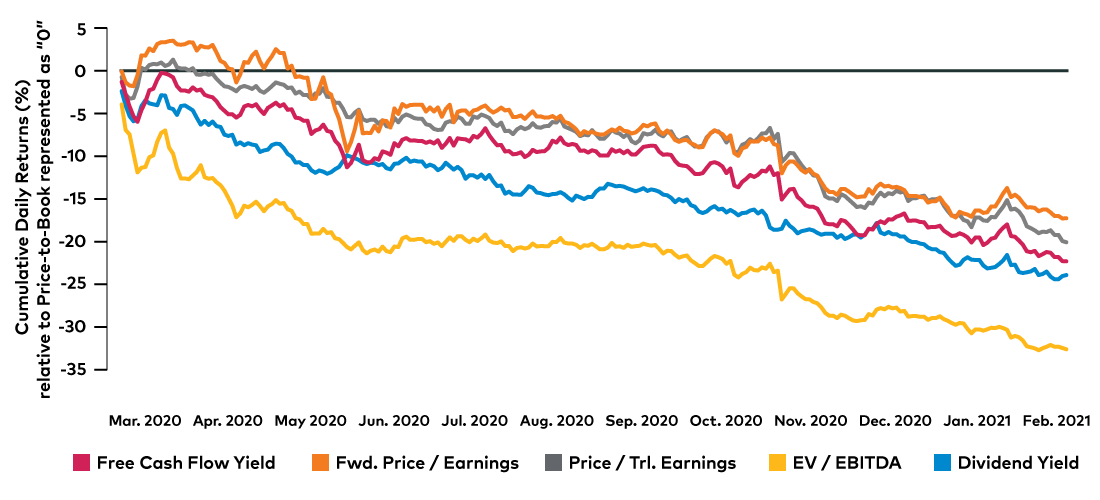 Cumulative Daily Returns (%)
relative to Price-to-Book represented as “0”
5
0
-5
-10
-15
-20
-25
-30
-35
Mar. 2020 Apr. 2020 May 2020 Jun. 2020 Jul. 2020 Aug. 2020 Sep. 2020 Oct. 2020 Nov. 2020 Dec. 2020 Jan. 2021 Feb. 2021
Free Cash Flow Yield Fwd. Price / Earnings Price / Trl. Earnings EV / EBITDA Dividend Yield